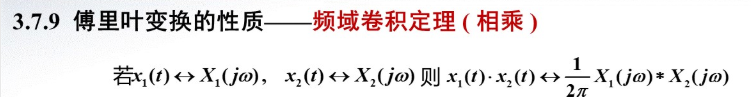 3.7.9 傅里叶变换的性质——频域卷积定理 ( 相乘 )
若x₁(t) ↔ X₁(jω), x₂(t) ↔ X₂(jω) 则 x₁(t)·x₂(t) ↔ 1/2π X₁(jω) * X₂(jω)